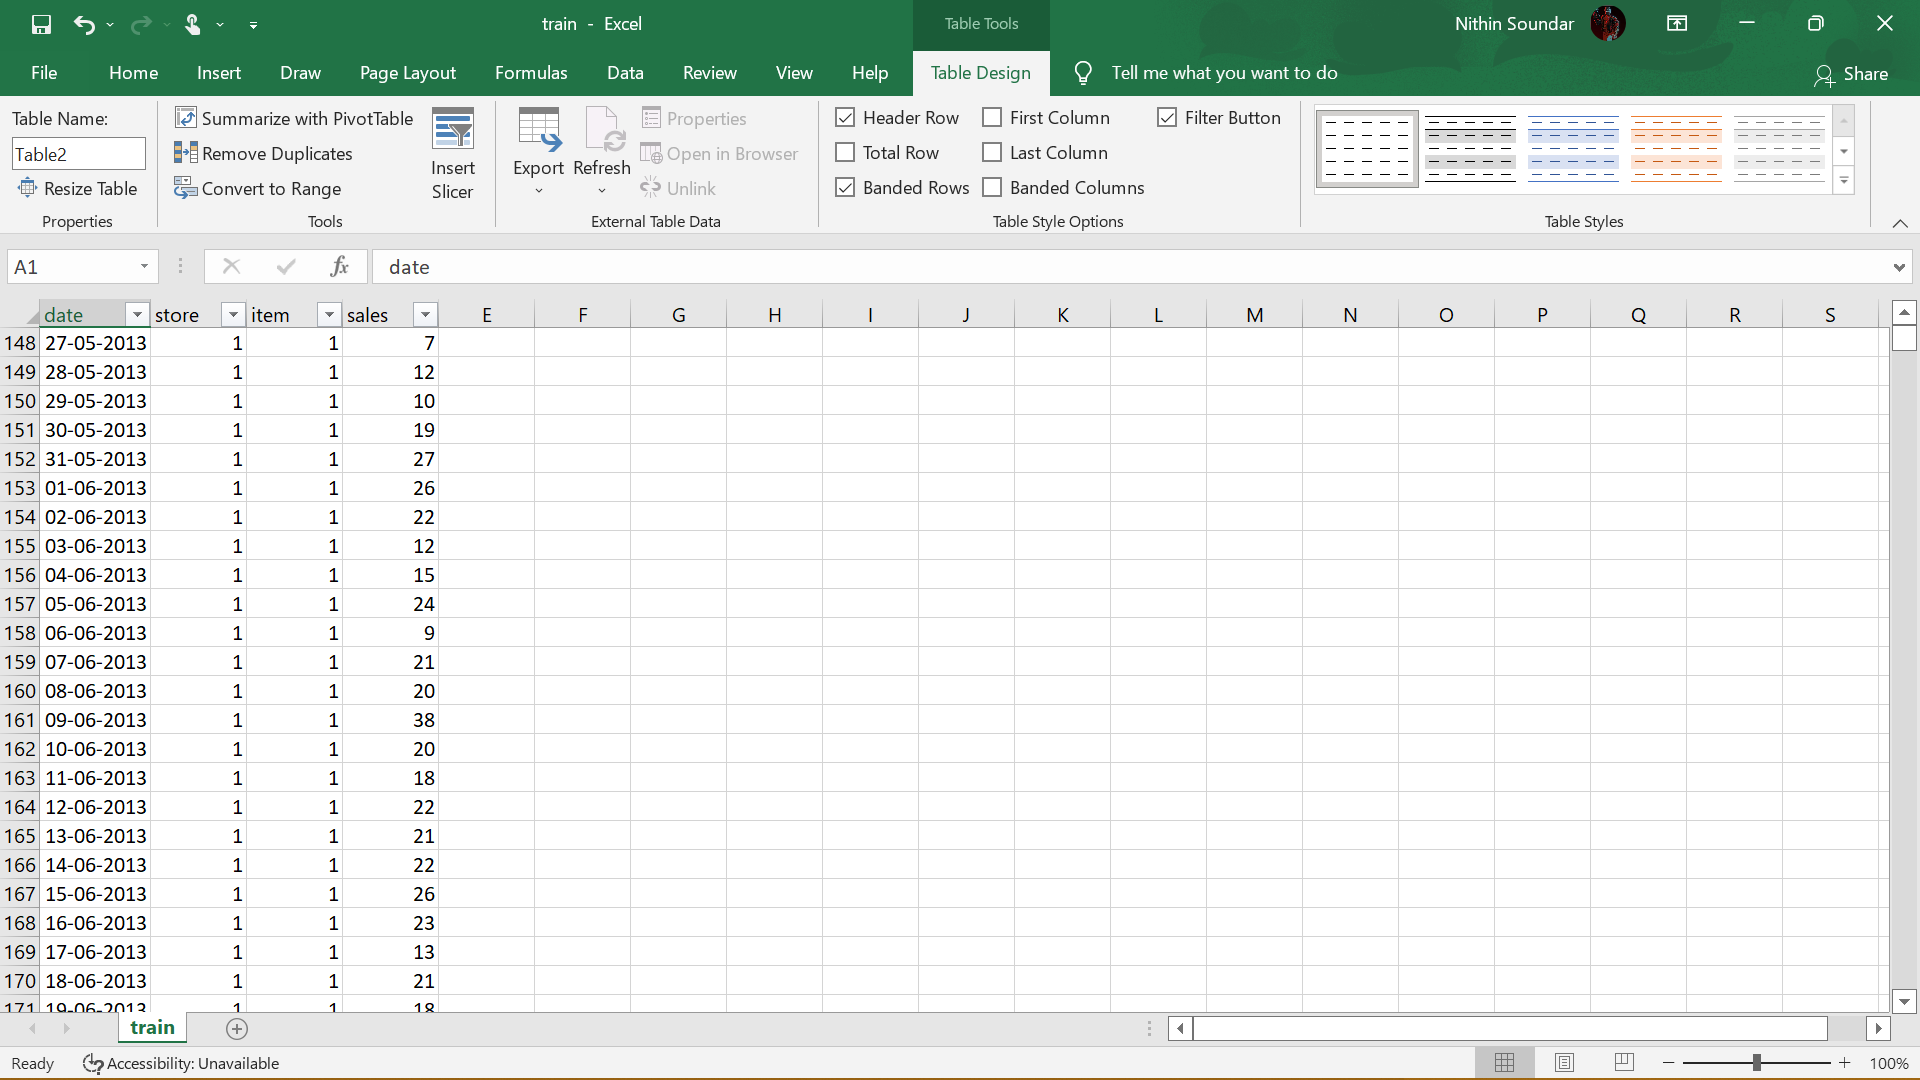 train - Excel
Table Tools
Nithin Soundar
File Home Insert Draw Page Layout Formulas Data Review View Help Table Design Tell me what you want to do Share
Table Name:
Table2
Resize Table
Properties
Summarize with PivotTable
Remove Duplicates
Convert to Range
Tools
Insert
Slicer
Export
Refresh
Properties
Open in Browser
Unlink
External Table Data
Header Row First Column Filter Button
Total Row Last Column
Banded Rows Banded Columns
Table Style Options
Table Styles
A1 fx date
date store item sales E F G H I J K L M N O P Q R S
148 27-05-2013 1 1 7
149 28-05-2013 1 1 12
150 29-05-2013 1 1 10
151 30-05-2013 1 1 19
152 31-05-2013 1 1 27
153 01-06-2013 1 1 26
154 02-06-2013 1 1 22
155 03-06-2013 1 1 12
156 04-06-2013 1 1 15
157 05-06-2013 1 1 24
158 06-06-2013 1 1 9
159 07-06-2013 1 1 21
160 08-06-2013 1 1 20
161 09-06-2013 1 1 38
162 10-06-2013 1 1 20
163 11-06-2013 1 1 18
164 12-06-2013 1 1 22
165 13-06-2013 1 1 21
166 14-06-2013 1 1 22
167 15-06-2013 1 1 26
168 16-06-2013 1 1 23
169 17-06-2013 1 1 13
170 18-06-2013 1 1 21
171 19-06-2013 1 1 18
train
Ready Accessibility: Unavailable 100%